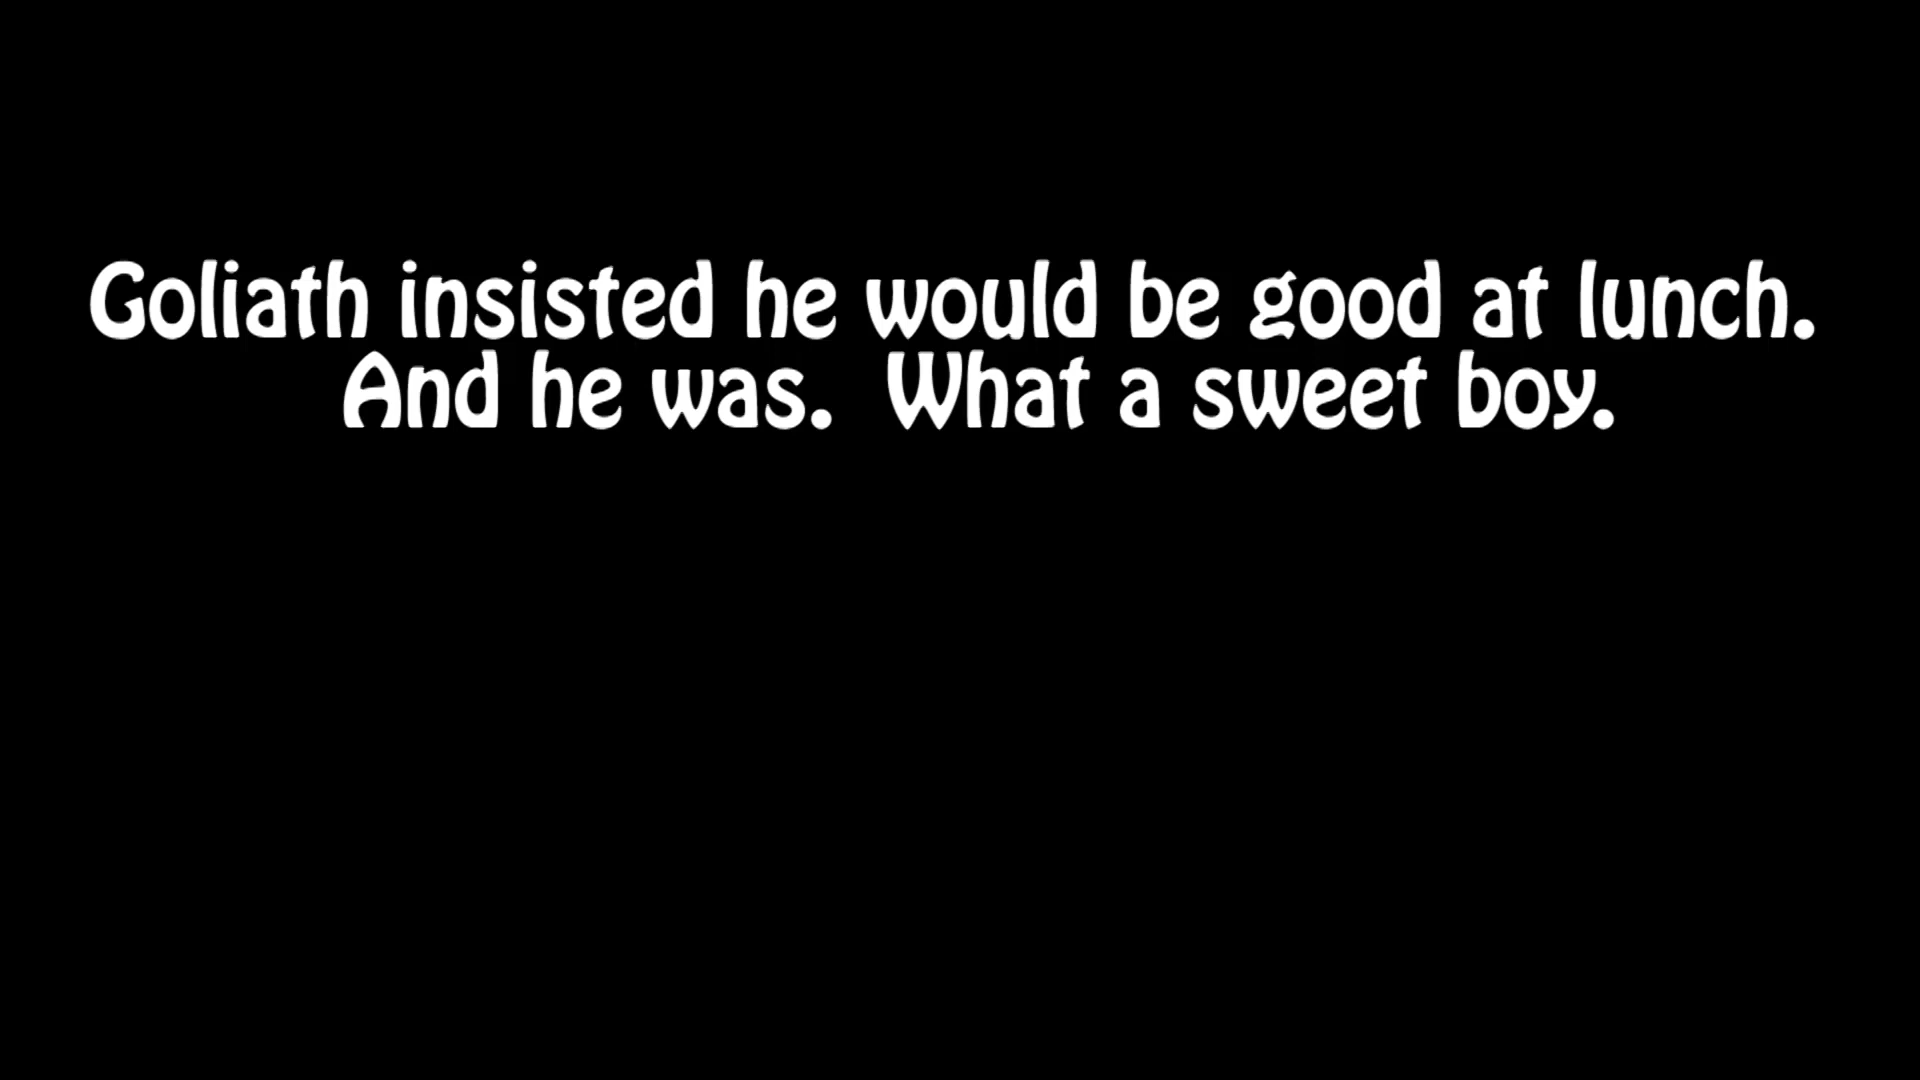 Goliath insisted he would be good at lunch.
And he was.  What a sweet boy.